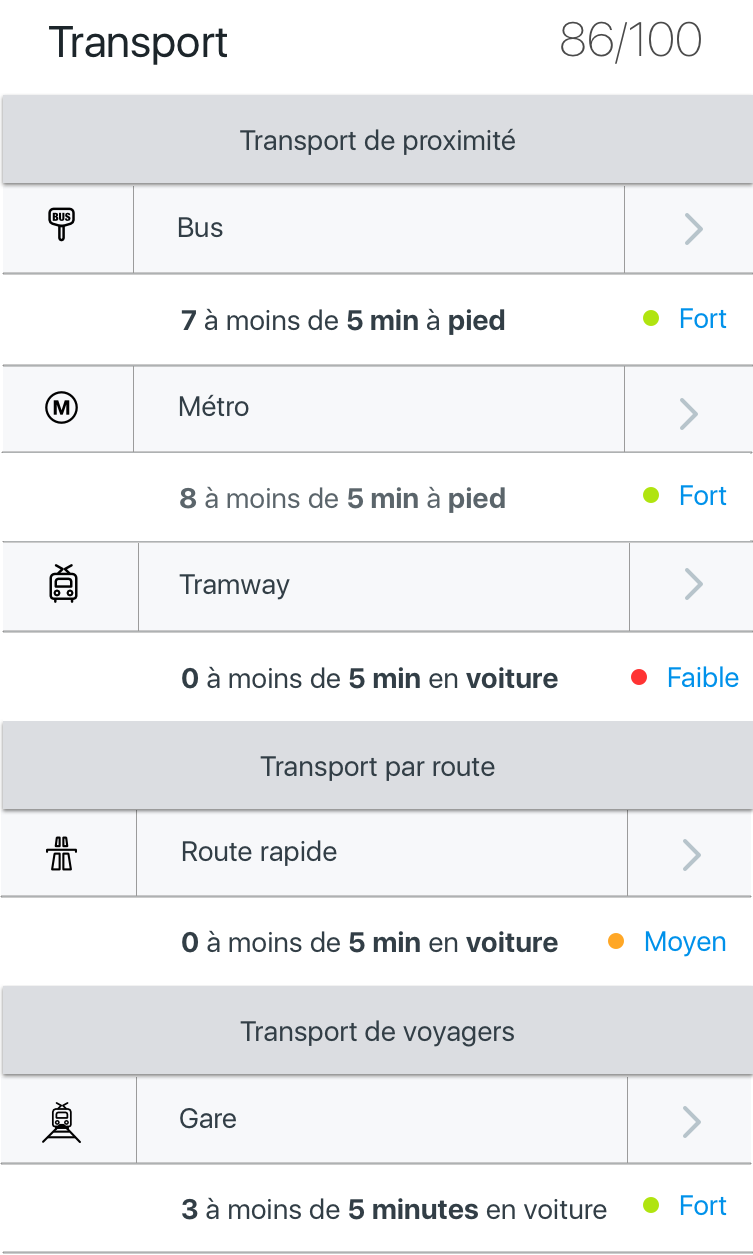 Transport 86/100
Transport de proximité
BUS Bus
7 à moins de 5 min à pied Fort
M Métro
8 à moins de 5 min à pied Fort
Tramway
0 à moins de 5 min en voiture Faible
Transport par route
Route rapide
0 à moins de 5 min en voiture Moyen
Transport de voyagers
Gare
3 à moins de 5 minutes en voiture Fort